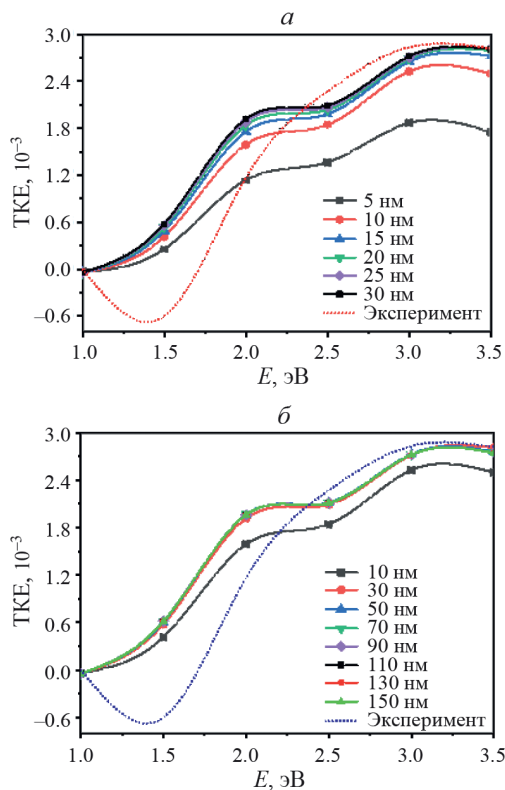 а
3.0
2.4
1.8
1.2
0.6
0.0
–0.6
ТКЕ, 10⁻³
5 нм
10 нм
15 нм
20 нм
25 нм
30 нм
Эксперимент
1.0 1.5 2.0 2.5 3.0 3.5
E, эВ
б
3.0
2.4
1.8
1.2
0.6
0.0
–0.6
ТКЕ, 10⁻³
10 нм
30 нм
50 нм
70 нм
90 нм
110 нм
130 нм
150 нм
Эксперимент
1.0 1.5 2.0 2.5 3.0 3.5
E, эВ